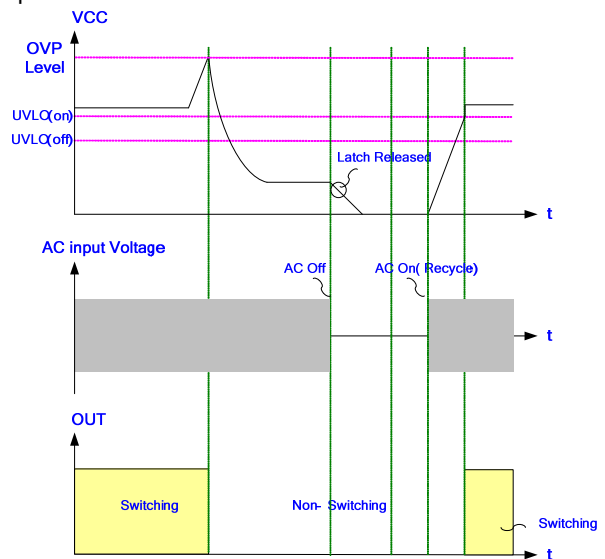 VCC
OVP
Level
UVLO(on)
UVLO(off)
Latch Released
t
AC input Voltage
AC Off
AC On( Recycle)
t
OUT
Switching
Non- Switching
Switching
t